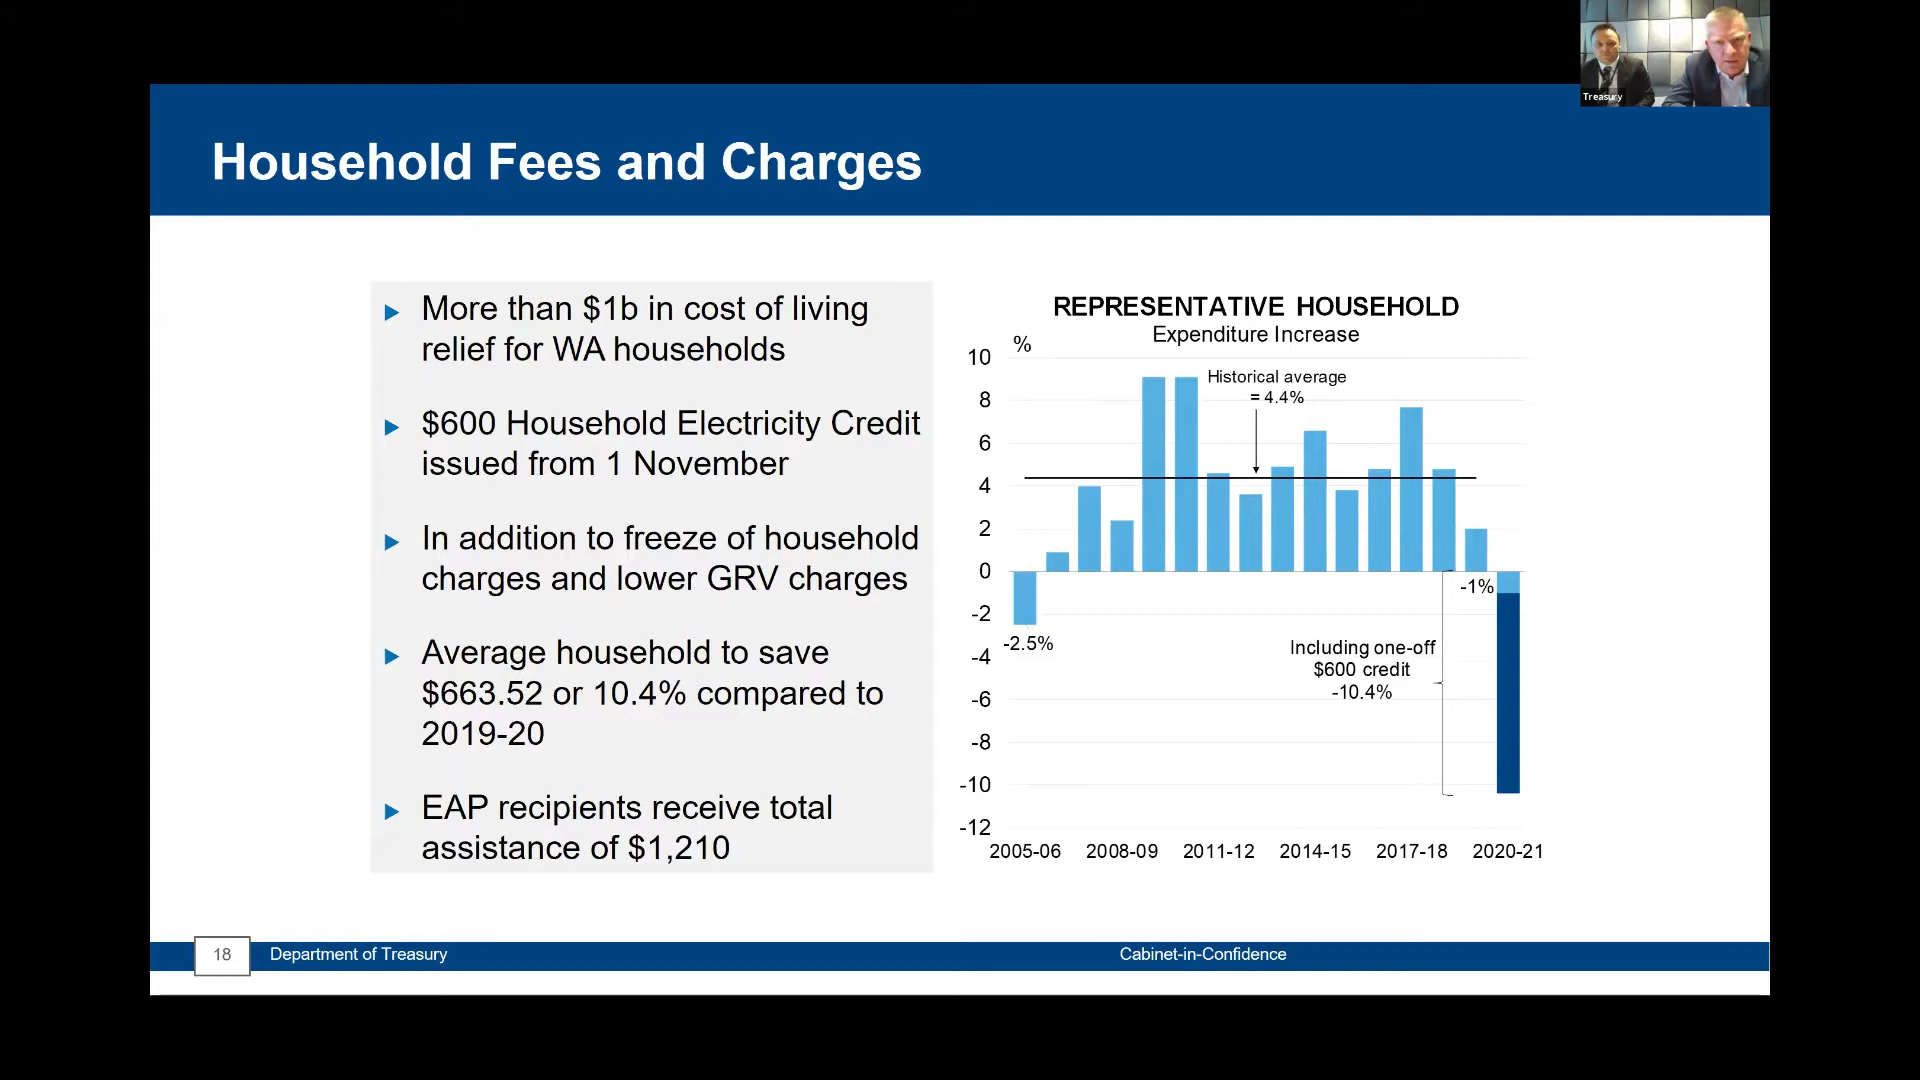 Treasury
Household Fees and Charges
More than $1b in cost of living
relief for WA households
$600 Household Electricity Credit
issued from 1 November
In addition to freeze of household
charges and lower GRV charges
Average household to save
$663.52 or 10.4% compared to
2019-20
EAP recipients receive total
assistance of $1,210
REPRESENTATIVE HOUSEHOLD
Expenditure Increase
%
10
8
6
4
2
0
-2
-4
-6
-8
-10
-12
Historical average
= 4.4%
-1%
-2.5%
Including one-off
$600 credit
-10.4%
2005-06 2008-09 2011-12 2014-15 2017-18 2020-21
18 Department of Treasury Cabinet-in-Confidence